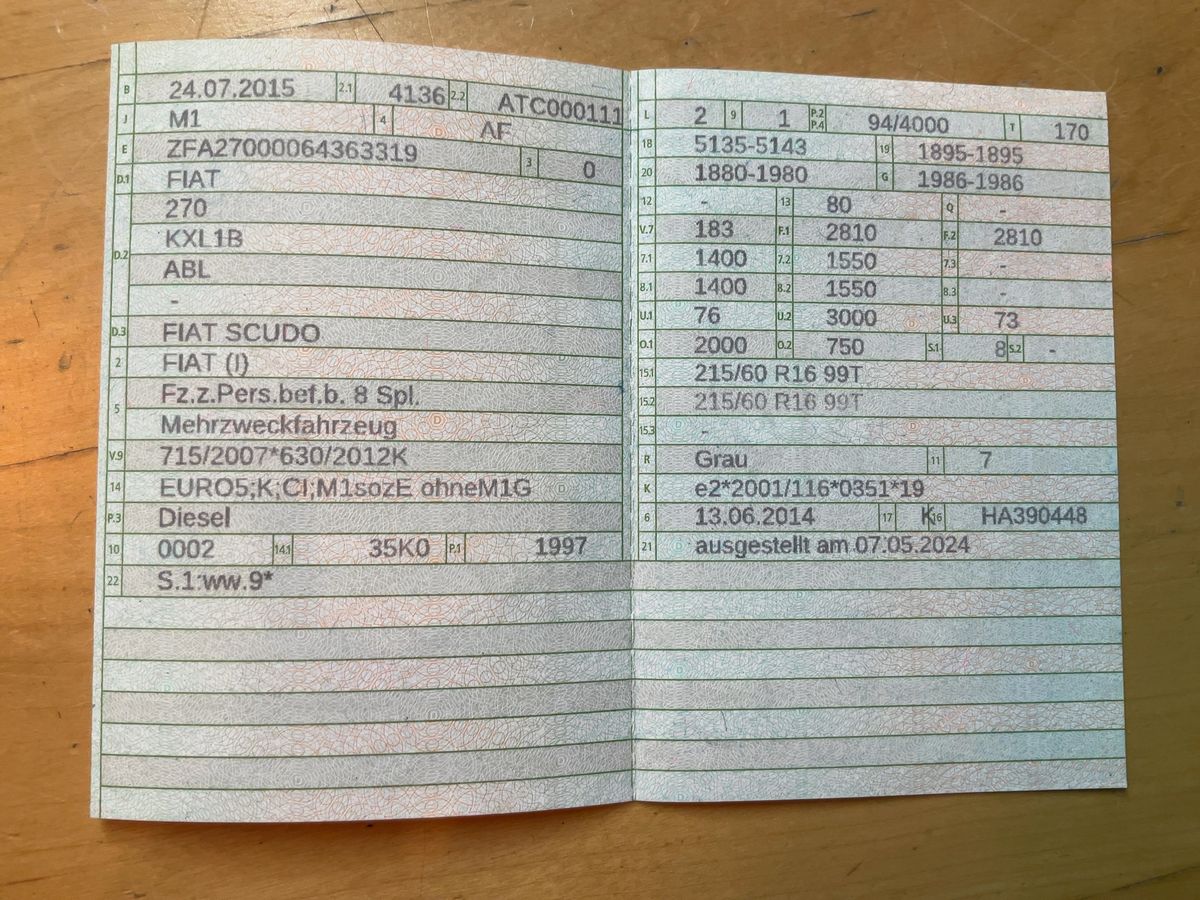 B 24.07.2015 2.1 4136 2.2 ATC000111
J M1 4 AF
E ZFA27000064363319 3 0
D.1 FIAT
270
KXL1B
D.2 ABL
-
D.3 FIAT SCUDO
2 FIAT (I)
Fz.z.Pers.bef.b. 8 Spl.
5 Mehrzweckfahrzeug
V.9 715/2007*630/2012K
14 EURO5;K;CI;M1sozE ohneM1G
P.3 Diesel
10 0002 14.1 35K0 P.1 1997
22 S.1:ww.9*
L 2 9 1 P.2 P.4 94/4000 T 170
18 5135-5143 19 1895-1895
20 1880-1980 G 1986-1986
12 - 13 80 Q -
V.7 183 F.1 2810 F.2 2810
7.1 1400 7.2 1550 7.3 -
8.1 1400 8.2 1550 8.3 -
U.1 76 U.2 3000 U.3 73
O.1 2000 O.2 750 S.1 8 S.2 -
15.1 215/60 R16 99T
15.2 215/60 R16 99T
15.3 -
R Grau 11 7
K e2*2001/116*0351*19
6 13.06.2014 17 K 16 HA390448
21 ausgestellt am 07.05.2024